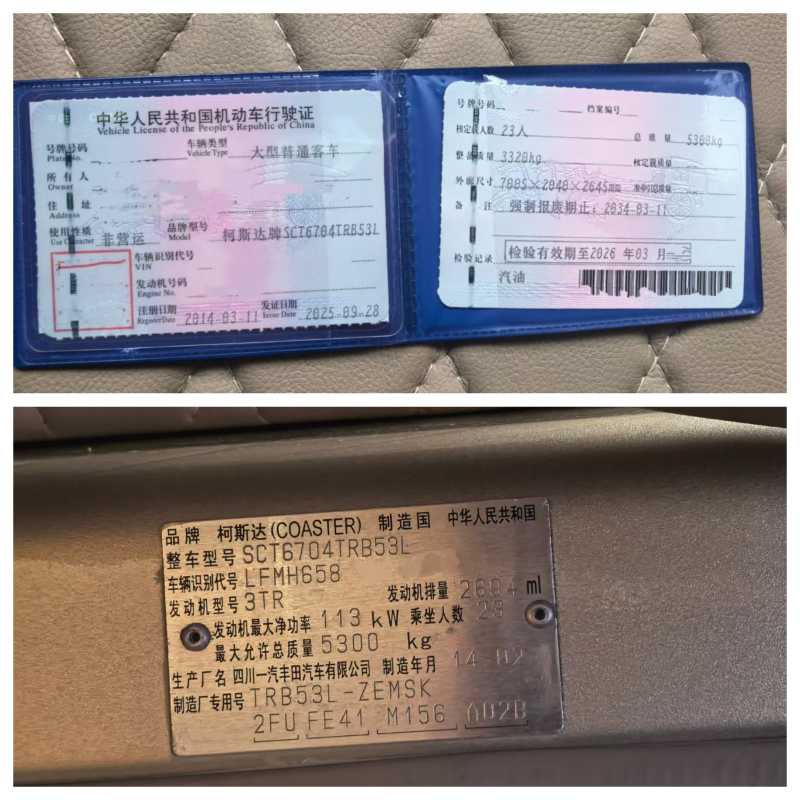 中华人民共和国机动车行驶证
Vehicle License of the People's Republic of China
号牌号码
Plate No.
车辆类型
Vehicle Type
大型普通客车
所有人
Owner
住址
Address
使用性质
Use Character
非营运
品牌型号
Model
柯斯达牌SCT6704TRB53L
车辆识别代号
VIN
发动机号码
Engine No.
注册日期
Register Date
2014-03-11
发证日期
Issue Date
2025-09-28
号牌号码
档案编号
核定载人数 23人
总质量 5300kg
整备质量 3320kg
核定载质量
外廓尺寸 7005×2040×2645mm
备注 强制报废期止:2034-03-11
检验记录
检验有效期至2026年03月
汽油
品牌 柯斯达(COASTER) 制造国 中华人民共和国
整车型号 SCT6704TRB53L
车辆识别代号 LFMH658
发动机型号 3TR 发动机排量 2694 ml
发动机最大净功率 113 kW 乘坐人数 23
最大允许总质量 5300 kg
生产厂名 四川一汽丰田汽车有限公司 制造年月 14-02
制造厂专用号 TRB53L-ZEMSK
2FU FE41 M156